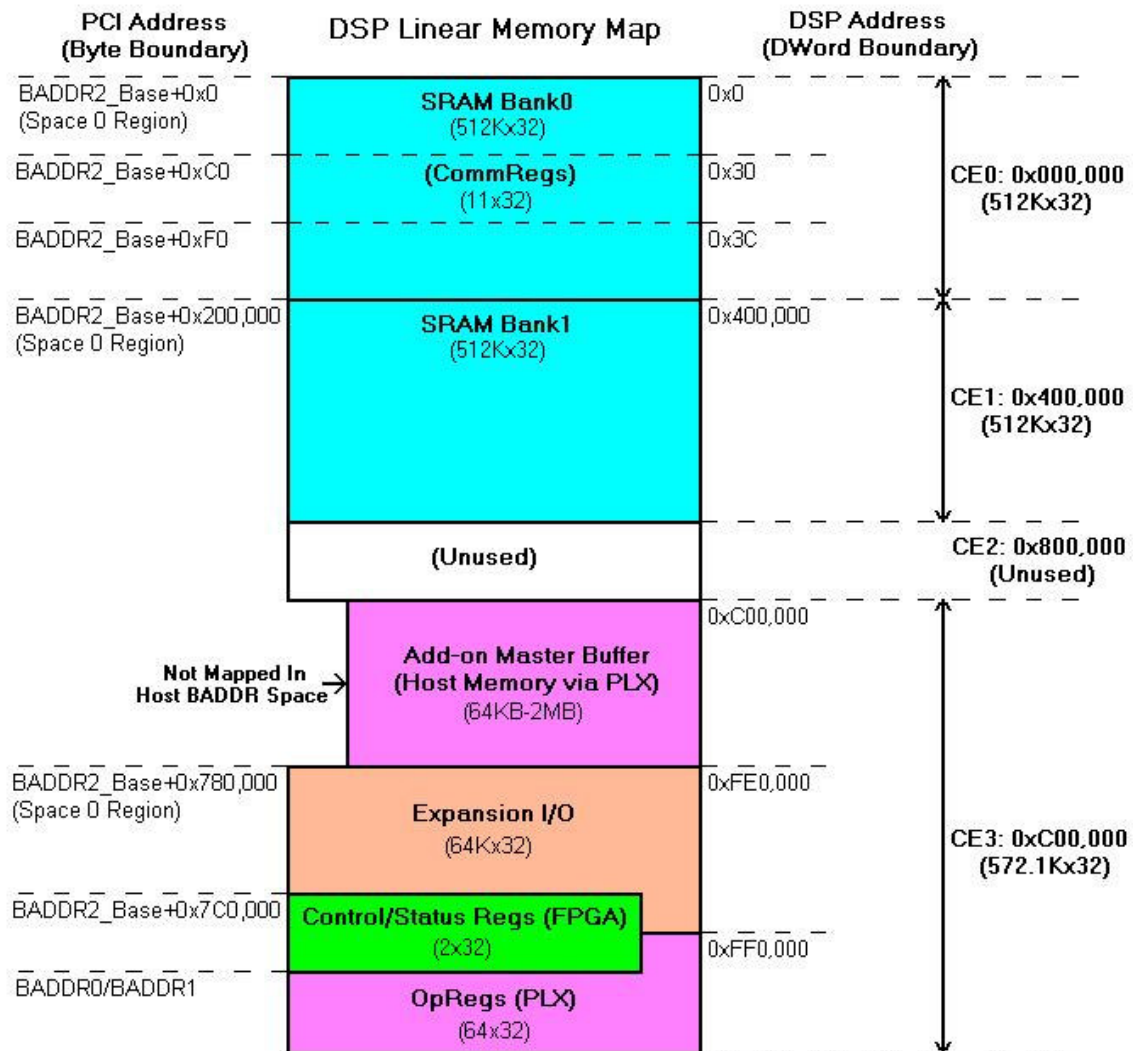 PCI Address
(Byte Boundary)
DSP Linear Memory Map
DSP Address
(DWord Boundary)
BADDR2_Base+0x0
(Space 0 Region)
SRAM Bank0
(512Kx32)
0x0
BADDR2_Base+0xC0
(CommRegs)
(11x32)
0x30
CE0: 0x000,000
(512Kx32)
BADDR2_Base+0xF0
0x3C
BADDR2_Base+0x200,000
(Space 0 Region)
SRAM Bank1
(512Kx32)
0x400,000
CE1: 0x400,000
(512Kx32)
(Unused)
CE2: 0x800,000
(Unused)
0xC00,000
Not Mapped In
Host BADDR Space
Add-on Master Buffer
(Host Memory via PLX)
(64KB-2MB)
BADDR2_Base+0x780,000
(Space 0 Region)
Expansion I/O
(64Kx32)
0xFE0,000
CE3: 0xC00,000
(572.1Kx32)
BADDR2_Base+0x7C0,000
Control/Status Regs (FPGA)
(2x32)
0xFF0,000
BADDR0/BADDR1
OpRegs (PLX)
(64x32)